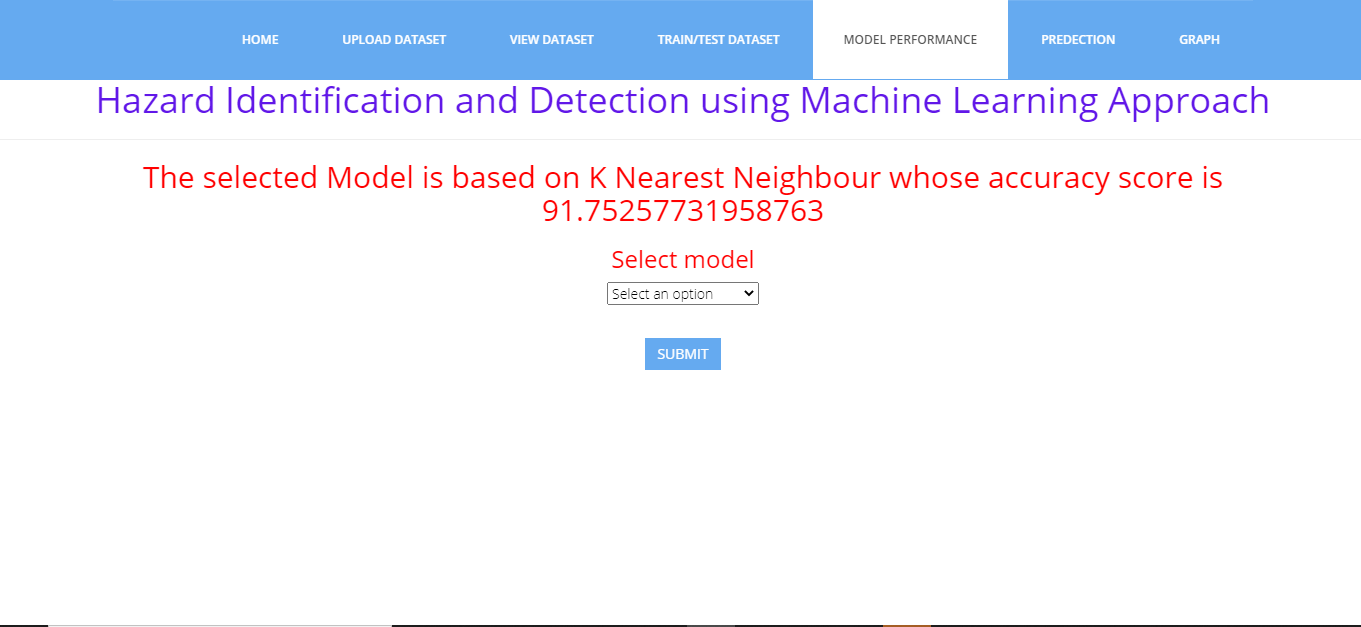 HOME UPLOAD DATASET VIEW DATASET TRAIN/TEST DATASET MODEL PERFORMANCE PREDECTION GRAPH
Hazard Identification and Detection using Machine Learning Approach
The selected Model is based on K Nearest Neighbour whose accuracy score is
91.75257731958763
Select model
Select an option
SUBMIT